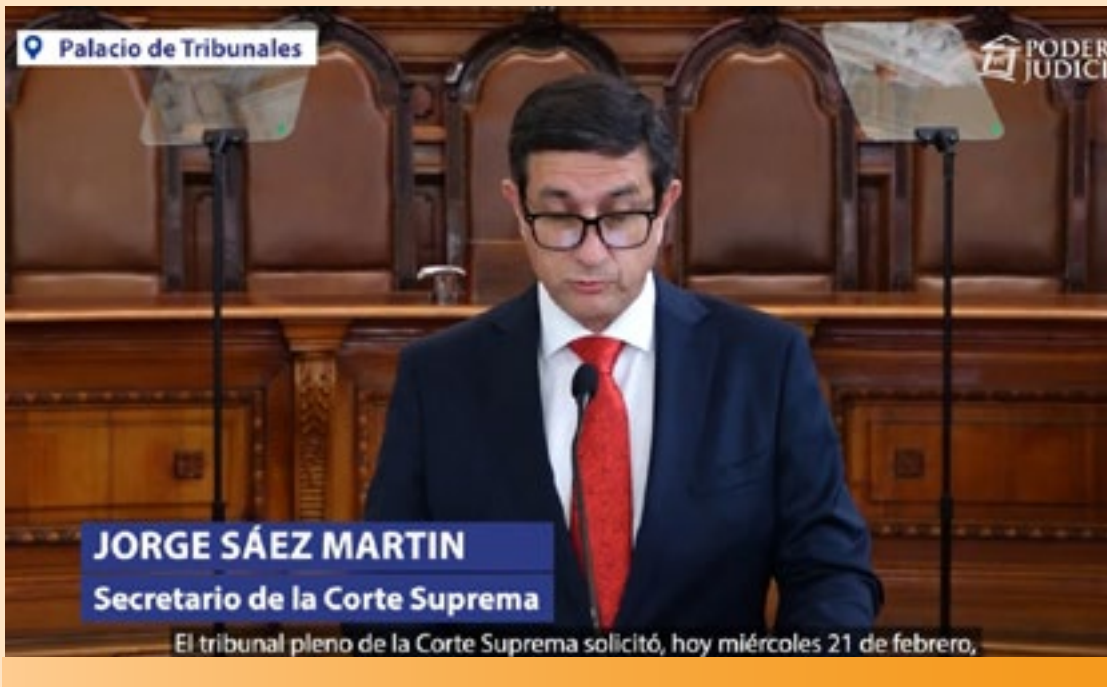 Palacio de Tribunales
PODER
JUDICI
JORGE SÁEZ MARTIN
Secretario de la Corte Suprema
El tribunal pleno de la Corte Suprema solicitó, hoy miércoles 21 de febrero,